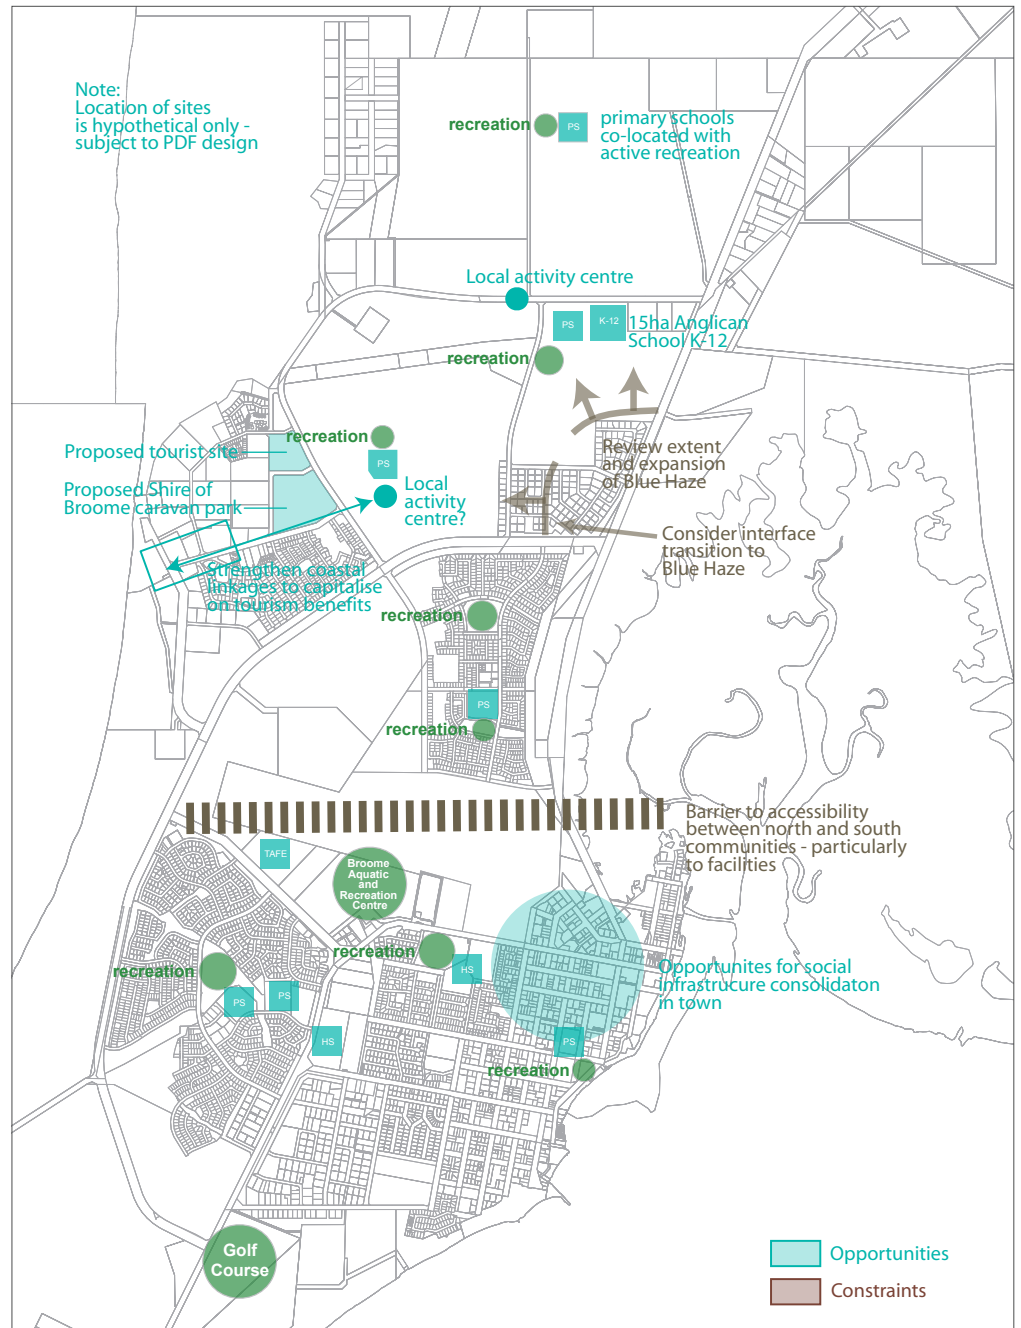 Note:
Location of sites
is hypothetical only -
subject to PDF design
recreation
PS
primary schools
co-located with
active recreation
Local activity centre
PS
K-12
15ha Anglican
School K-12
recreation
recreation
PS
Local
activity
centre?
Proposed tourist site
Proposed Shire of
Broome caravan park
Review extent
and expansion
of Blue Haze
Consider interface
transition to
Blue Haze
Strengthen coastal
linkages to capitalise
on tourism benefits
recreation
PS
recreation
Barrier to accessibility
between north and south
communities - particularly
to facilities
TAFE
Broome
Aquatic
and
Recreation
Centre
recreation
HS
recreation
PS
PS
HS
Opportunites for social
infrastrucure consolidaton
in town
PS
recreation
Golf
Course
Opportunities
Constraints